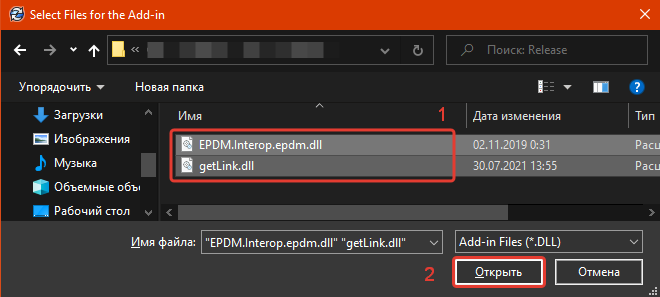 Select Files for the Add-in
Поиск: Release
Упорядочить
Новая папка
Имя
Дата изменения
Тип
1
Загрузки
Изображения
Музыка
Объемные объе
Рабочий стол
EPDM.Interop.epdm.dll
02.11.2019 0:31
Расш
getLink.dll
30.07.2021 13:55
Расш
Имя файла:
"EPDM.Interop.epdm.dll" "getLink.dll"
Add-in Files (*.DLL)
2
Открыть
Отмена